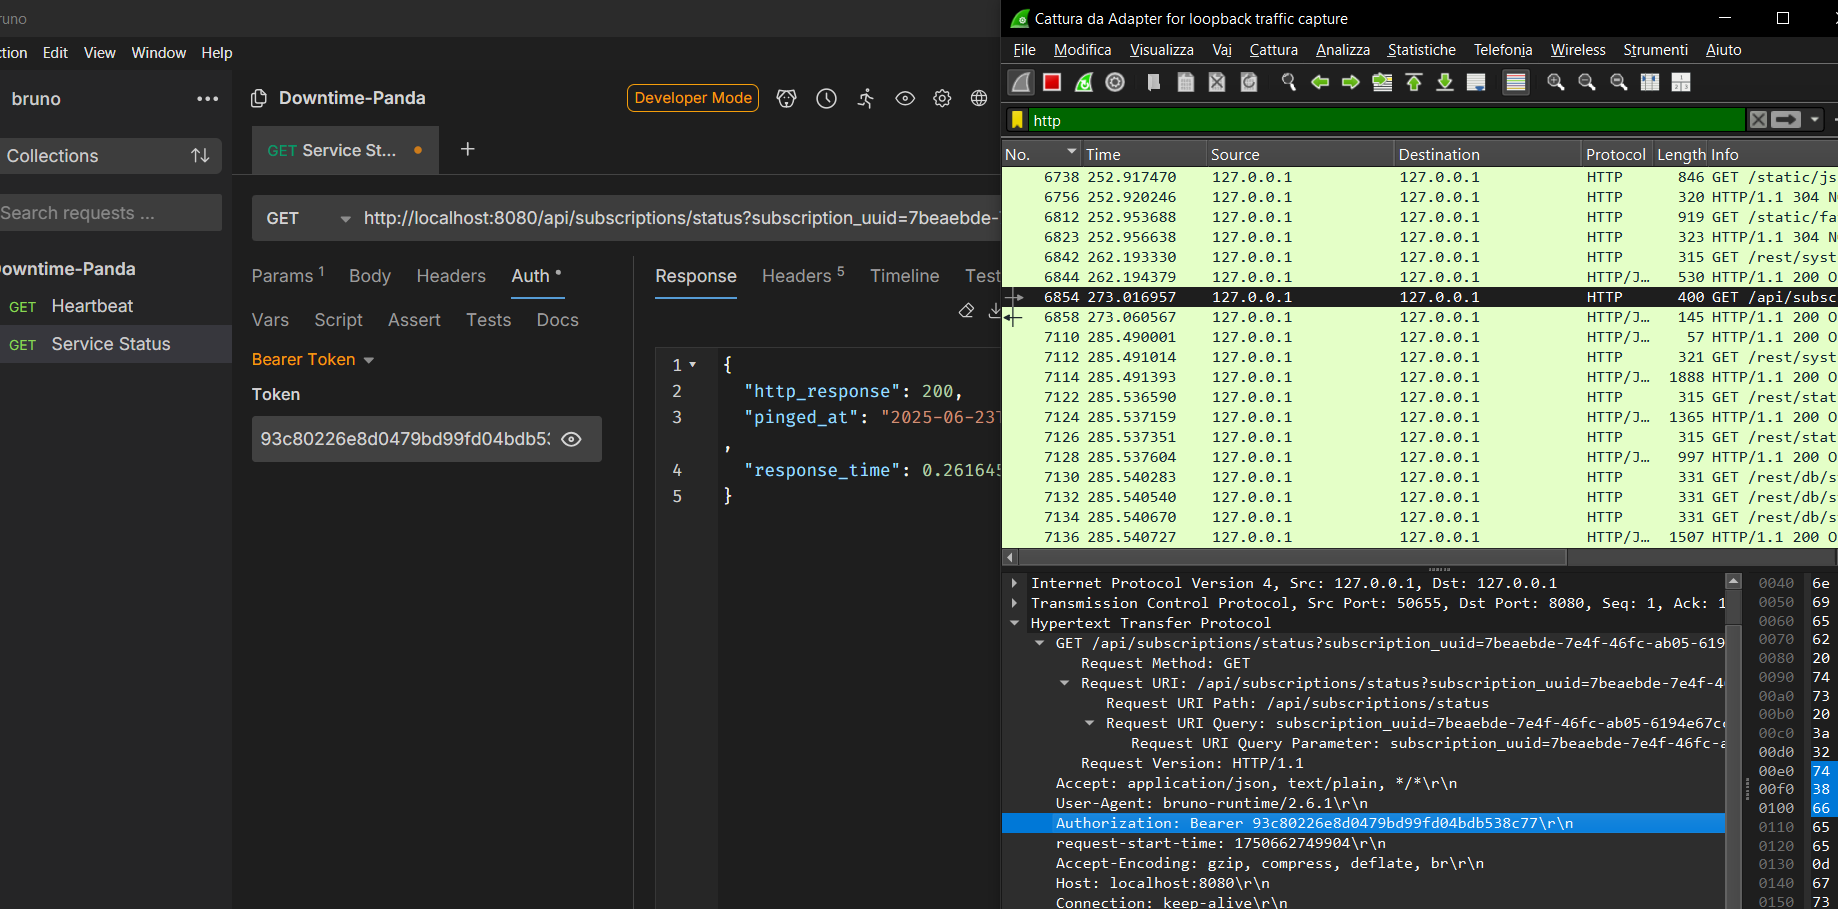 runo
ction Edit View Window Help
bruno
Collections
Search requests ...
owntime-Panda
GET Heartbeat
GET Service Status
Downtime-Panda
Developer Mode
GET Service St...
GET http://localhost:8080/api/subscriptions/status?subscription_uuid=7beaebde-
Params 1 Body Headers Auth
Vars Script Assert Tests Docs
Bearer Token
Token
93c80226e8d0479bd99fd04bdb53
Response Headers 5 Timeline Test
1 {
2 "http_response": 200,
3 "pinged_at": "2025-06-23T
,
4 "response_time": 0.261645
5 }
Cattura da Adapter for loopback traffic capture
File Modifica Visualizza Vai Cattura Analizza Statistiche Telefonia Wireless Strumenti Aiuto
http
No. Time Source Destination Protocol Length Info
6738 252.917470 127.0.0.1 127.0.0.1 HTTP 846 GET /static/js
6756 252.920246 127.0.0.1 127.0.0.1 HTTP 320 HTTP/1.1 304 N
6812 252.953688 127.0.0.1 127.0.0.1 HTTP 919 GET /static/fa
6823 252.956638 127.0.0.1 127.0.0.1 HTTP 323 HTTP/1.1 304 N
6842 262.193330 127.0.0.1 127.0.0.1 HTTP 315 GET /rest/syst
6844 262.194379 127.0.0.1 127.0.0.1 HTTP/J... 530 HTTP/1.1 200 O
6854 273.016957 127.0.0.1 127.0.0.1 HTTP 400 GET /api/subsc
6858 273.060567 127.0.0.1 127.0.0.1 HTTP/J... 145 HTTP/1.1 200 O
7110 285.490001 127.0.0.1 127.0.0.1 HTTP/J... 57 HTTP/1.1 200 O
7112 285.491014 127.0.0.1 127.0.0.1 HTTP 321 GET /rest/syst
7114 285.491393 127.0.0.1 127.0.0.1 HTTP/J... 1888 HTTP/1.1 200 O
7122 285.536590 127.0.0.1 127.0.0.1 HTTP 315 GET /rest/stat
7124 285.537159 127.0.0.1 127.0.0.1 HTTP/J... 1365 HTTP/1.1 200 O
7126 285.537351 127.0.0.1 127.0.0.1 HTTP 315 GET /rest/stat
7128 285.537604 127.0.0.1 127.0.0.1 HTTP/J... 997 HTTP/1.1 200 O
7130 285.540283 127.0.0.1 127.0.0.1 HTTP 331 GET /rest/db/s
7132 285.540540 127.0.0.1 127.0.0.1 HTTP 331 GET /rest/db/s
7134 285.540670 127.0.0.1 127.0.0.1 HTTP 331 GET /rest/db/s
7136 285.540727 127.0.0.1 127.0.0.1 HTTP/J... 1507 HTTP/1.1 200 O
Internet Protocol Version 4, Src: 127.0.0.1, Dst: 127.0.0.1
Transmission Control Protocol, Src Port: 50655, Dst Port: 8080, Seq: 1, Ack: 1
Hypertext Transfer Protocol
GET /api/subscriptions/status?subscription_uuid=7beaebde-7e4f-46fc-ab05-6194
Request Method: GET
Request URI: /api/subscriptions/status?subscription_uuid=7beaebde-7e4f-4
Request URI Path: /api/subscriptions/status
Request URI Query: subscription_uuid=7beaebde-7e4f-46fc-ab05-6194e67cc
Request URI Query Parameter: subscription_uuid=7beaebde-7e4f-46fc-a
Request Version: HTTP/1.1
Accept: application/json, text/plain, */*\r\n
User-Agent: bruno-runtime/2.6.1\r\n
Authorization: Bearer 93c80226e8d0479bd99fd04bdb538c77\r\n
request-start-time: 1750662749904\r\n
Accept-Encoding: gzip, compress, deflate, br\r\n
Host: localhost:8080\r\n
Connection: keep-alive\r\n
0040 6e
0050 69
0060 65
0070 62
0080 20
0090 74
00a0 73
00b0 20
00c0 3a
00d0 32
00e0 74
00f0 38
0100 66
0110 65
0120 65
0130 0d
0140 67
0150 73